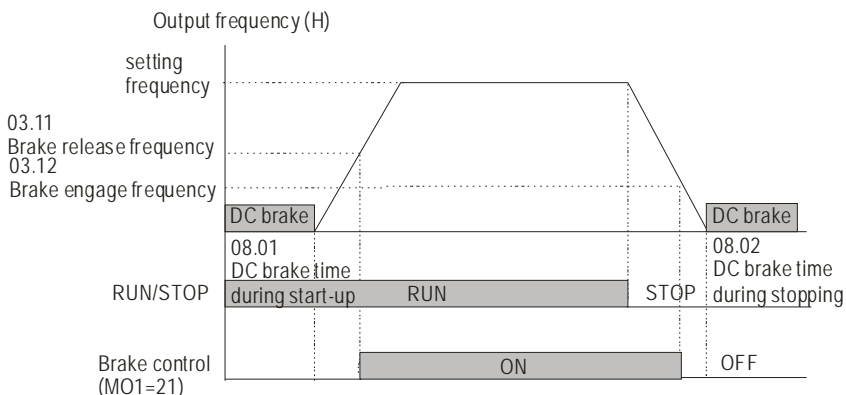 Output frequency (H)
setting
frequency
03.11
Brake release frequency
03.12
Brake engage frequency
DC brake
DC brake
08.01
DC brake time
during start-up
08.02
DC brake time
during stopping
RUN/STOP
RUN
STOP
Brake control
(MO1=21)
ON
OFF